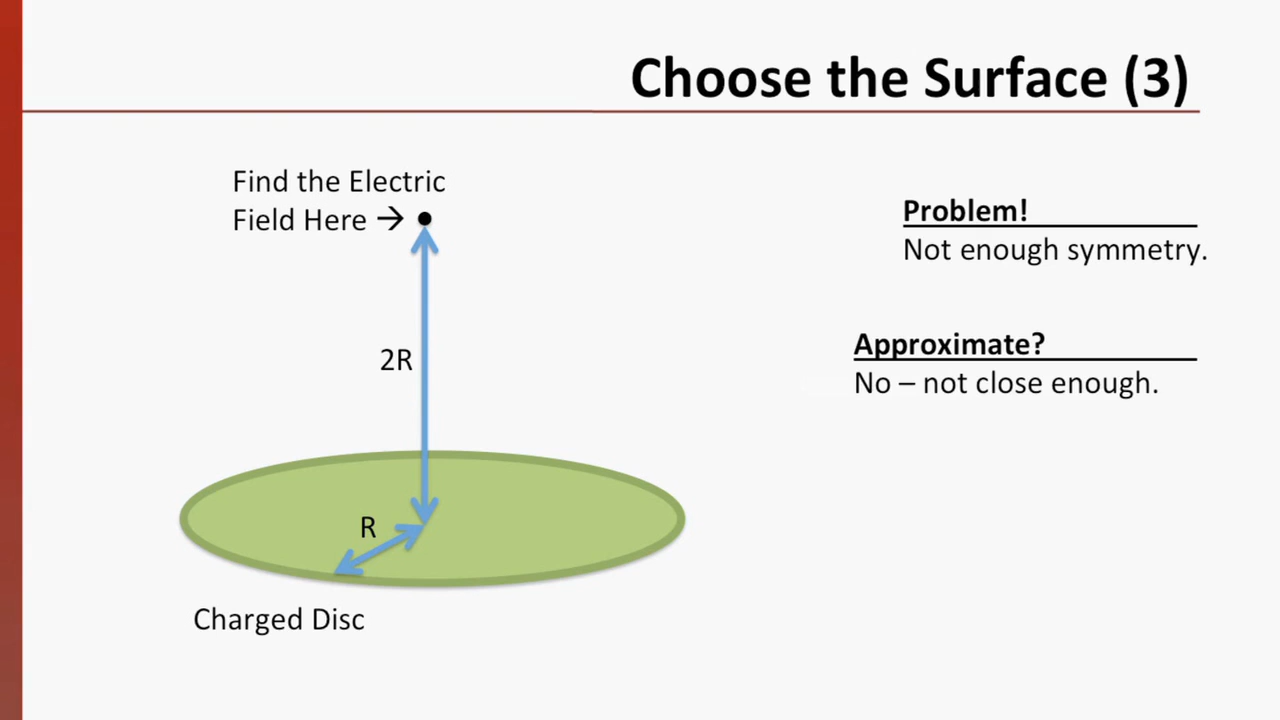 Choose the Surface (3)
Find the Electric
Field Here →
2R
R
Charged Disc
Problem!
Not enough symmetry.
Approximate?
No – not close enough.